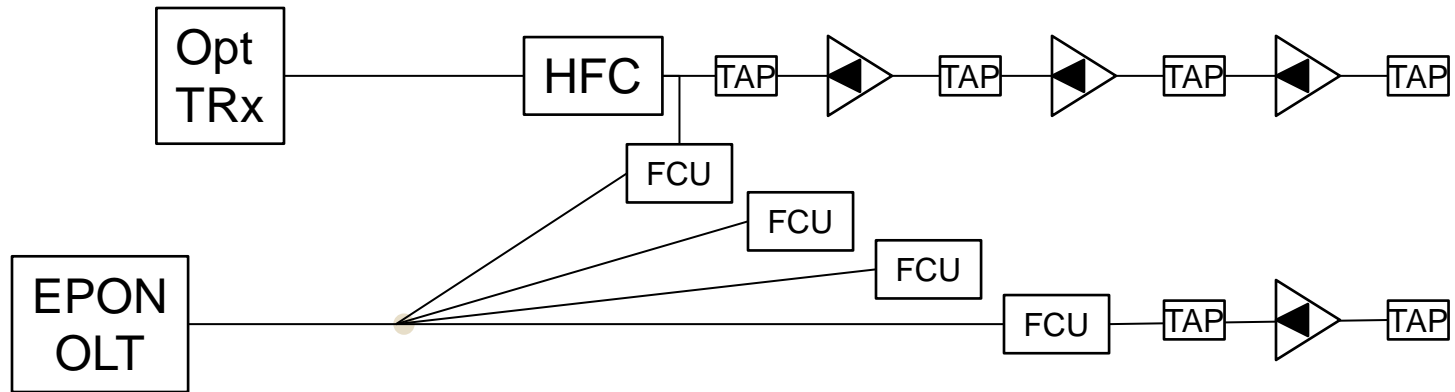 Opt
TRx
HFC
TAP
TAP
TAP
TAP
FCU
FCU
FCU
EPON
OLT
FCU
TAP
TAP